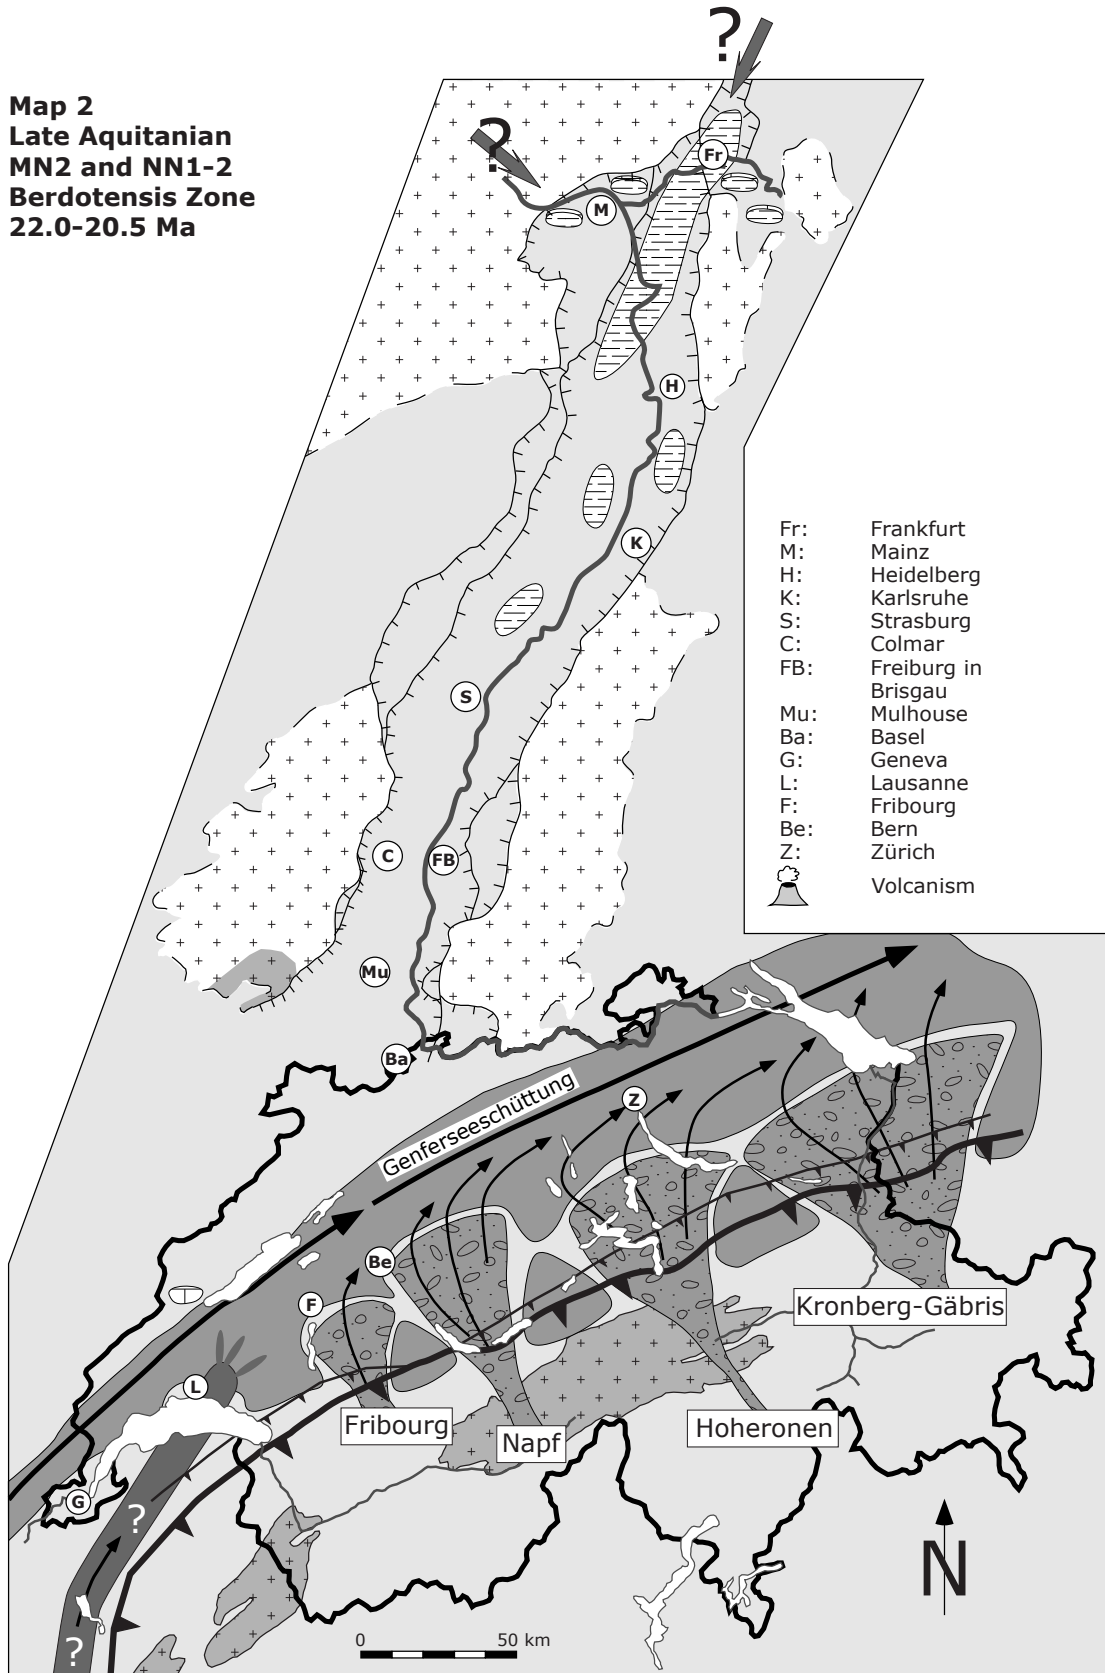 ?
Map 2
Late Aquitanian
MN2 and NN1-2
Berdotensis Zone
22.0-20.5 Ma
?
Fr
M
H
K
S
C
FB
Mu
Ba
Fr: Frankfurt
M: Mainz
H: Heidelberg
K: Karlsruhe
S: Strasburg
C: Colmar
FB: Freiburg in
Brisgau
Mu: Mulhouse
Ba: Basel
G: Geneva
L: Lausanne
F: Fribourg
Be: Bern
Z: Zürich
Volcanism
Genferseeschüttung
Z
Be
F
L
G
Kronberg-Gäbris
Fribourg
Napf
Hoheronen
?
?
N
0 50 km